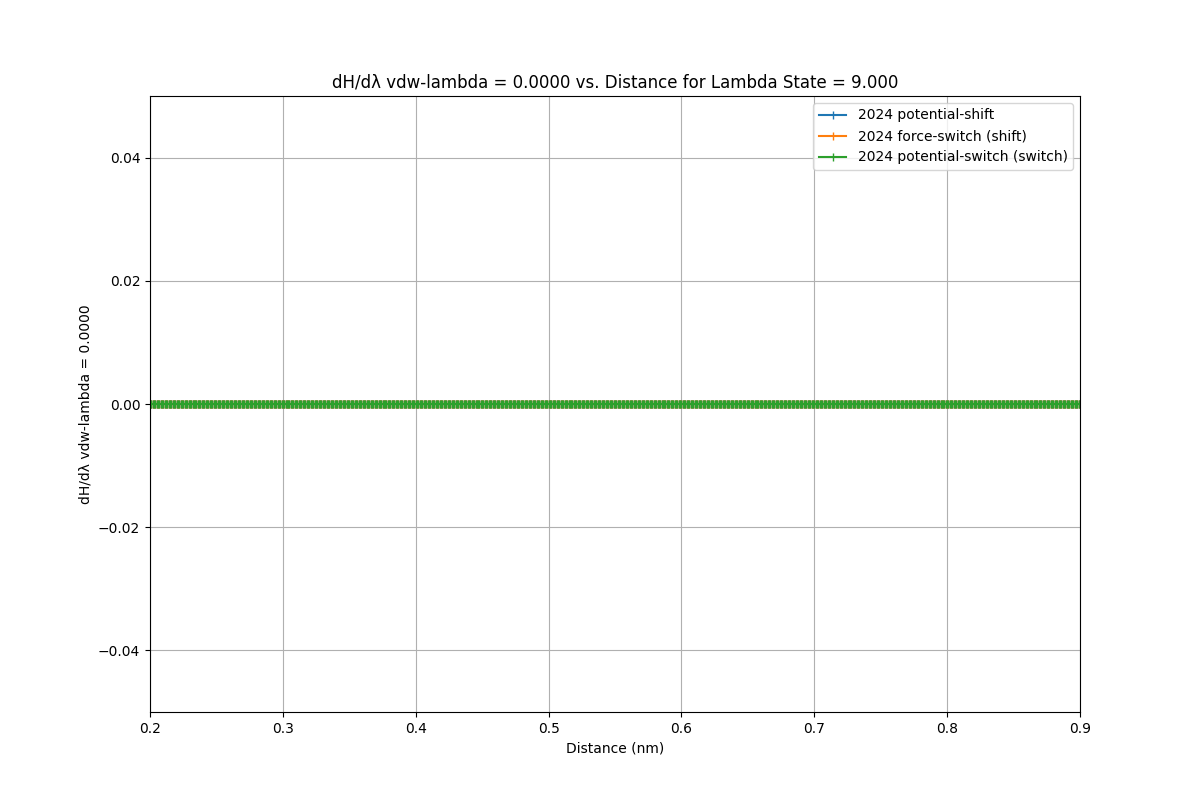 dH/dλ vdw-lambda = 0.0000 vs. Distance for Lambda State = 9.000
2024 potential-shift
2024 force-switch (shift)
2024 potential-switch (switch)
dH/dλ vdw-lambda = 0.0000
0.04
0.02
0.00
−0.02
−0.04
0.2 0.3 0.4 0.5 0.6 0.7 0.8 0.9
Distance (nm)